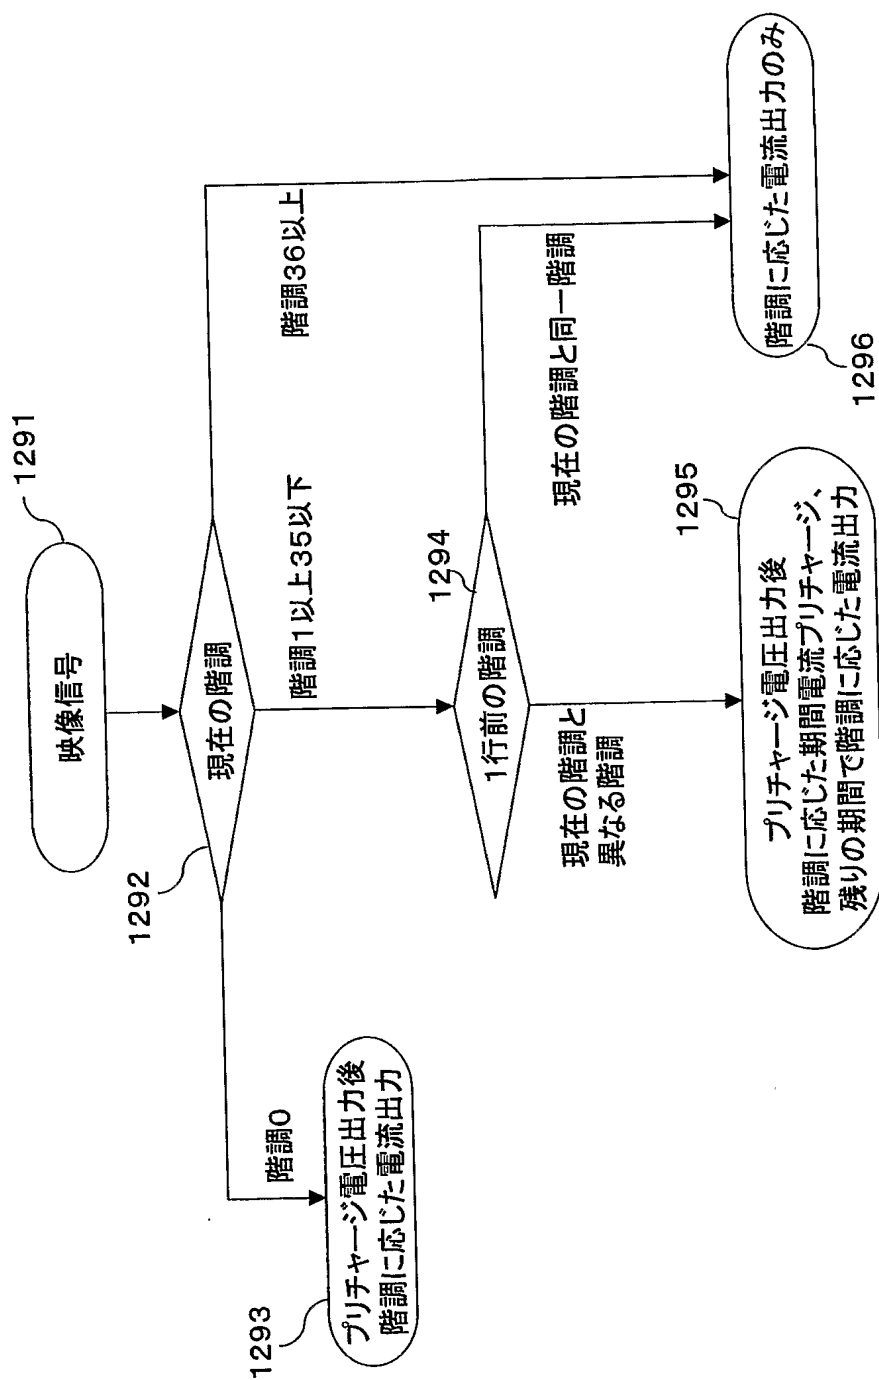 1291
映像信号
1292
現在の階調
階調0
階調1以上35以下
階調36以上
1293
プリチャージ電圧出力後
階調に応じた電流出力
1294
1行前の階調
現在の階調と
異なる階調
現在の階調と同一階調
1295
プリチャージ電圧出力後
階調に応じた期間電流プリチャージ、
残りの期間で階調に応じた電流出力
1296
階調に応じた電流出力のみ